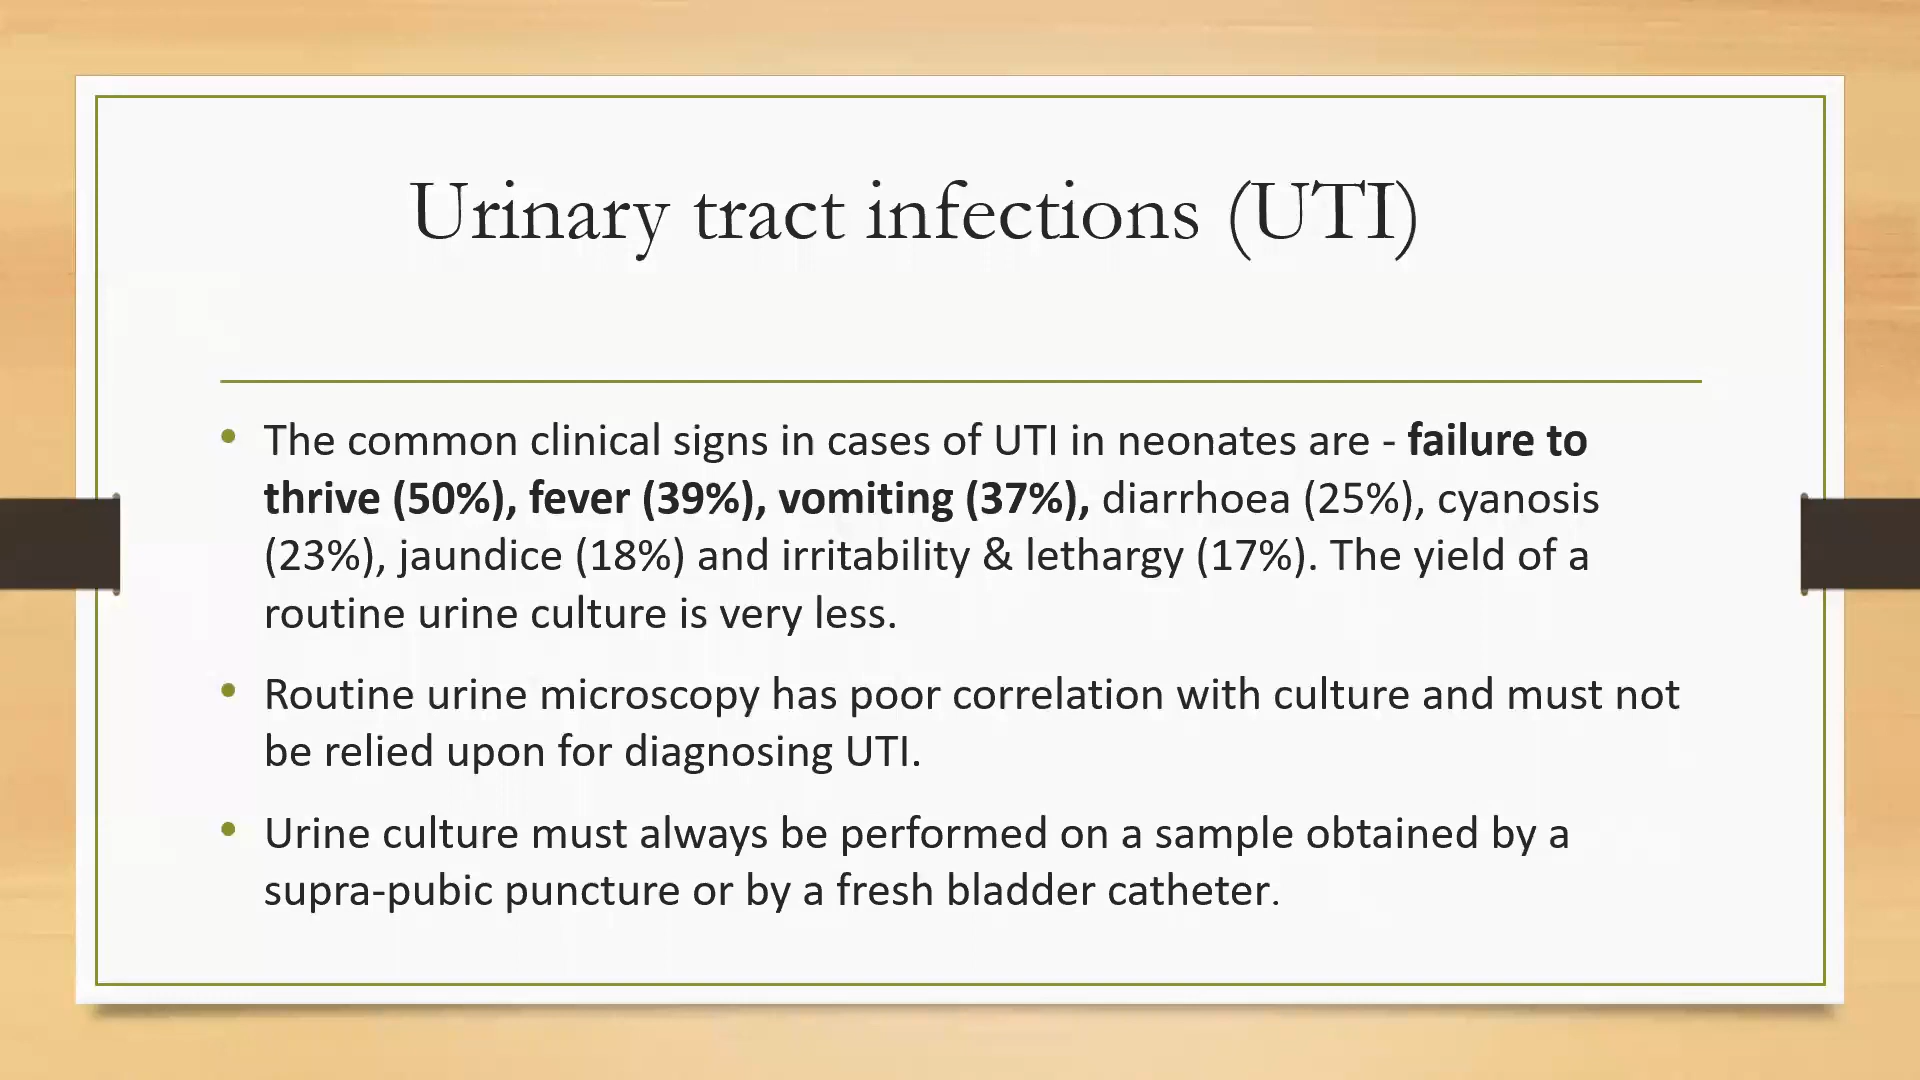 Urinary tract infections (UTI)
• The common clinical signs in cases of UTI in neonates are - failure to
thrive (50%), fever (39%), vomiting (37%), diarrhoea (25%), cyanosis
(23%), jaundice (18%) and irritability & lethargy (17%). The yield of a
routine urine culture is very less.
• Routine urine microscopy has poor correlation with culture and must not
be relied upon for diagnosing UTI.
• Urine culture must always be performed on a sample obtained by a
supra-pubic puncture or by a fresh bladder catheter.